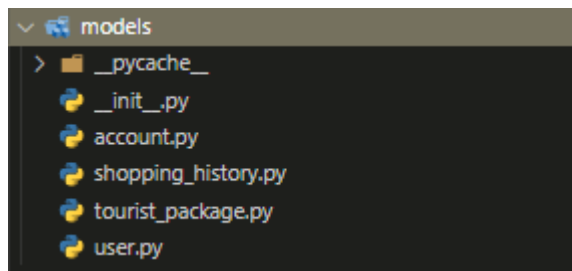 models
__pycache__
__init__.py
account.py
shopping_history.py
tourist_package.py
user.py